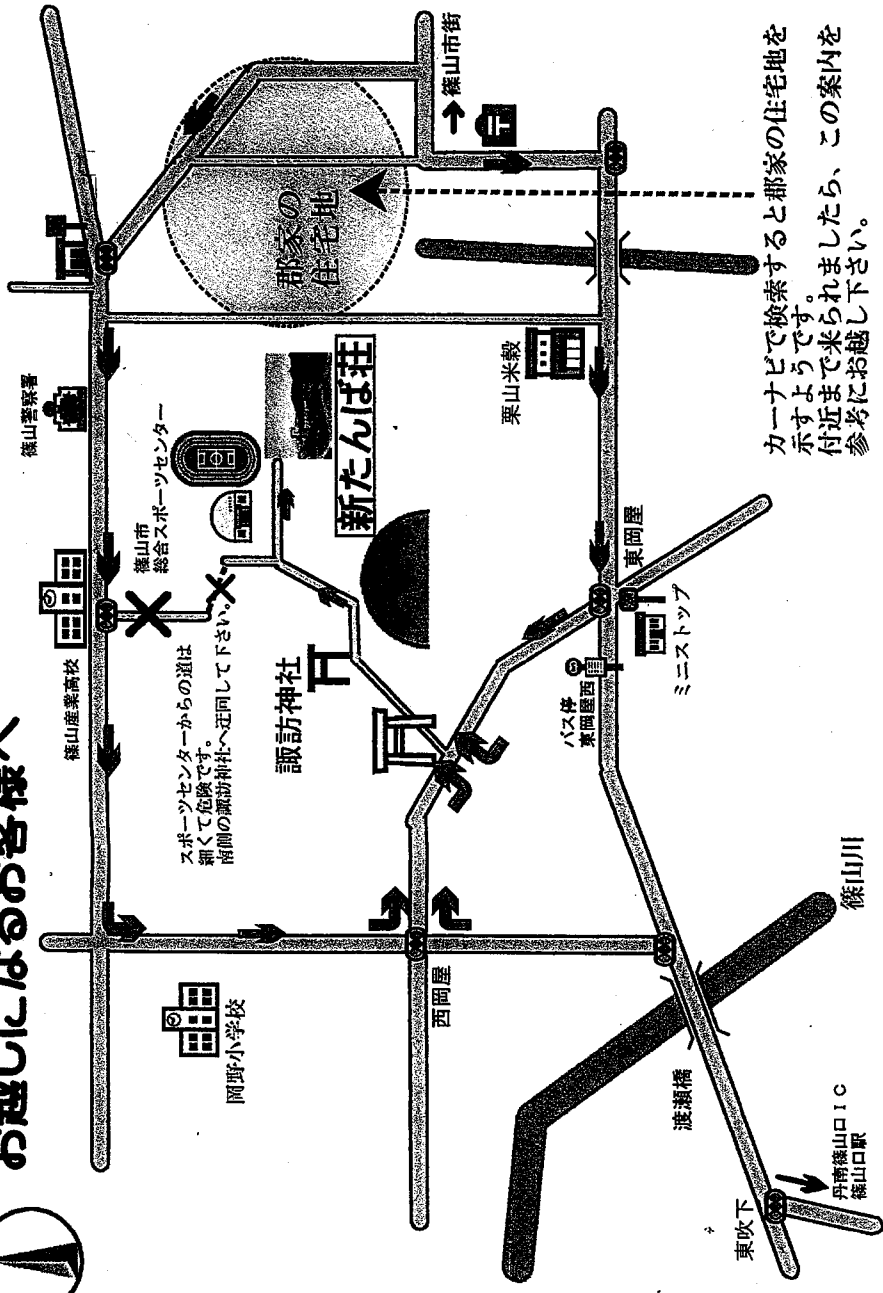 お越しになるお客様へ
篠山産業高校
篠山警察署
篠山市
総合スポーツセンター
スポーツセンターからの道は
細くて危険です。
南側の諏訪神社へ迂回して下さい。
郡家の
住宅地
篠山市街
岡野小学校
諏訪神社
新たんば荘
栗山米穀
西岡屋
バス停
東岡屋西
東岡屋
ミニストップ
渡瀬橋
篠山川
東吹下
丹南篠山口IC
篠山口駅
カーナビで検索すると郡家の住宅地を
示すようです。
付近まで来られましたら、この案内を
参考にお越し下さい。